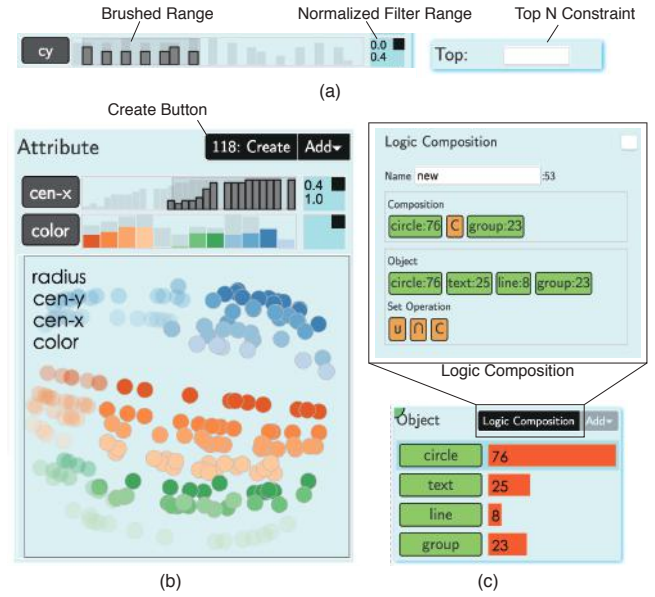 Brushed Range
Normalized Filter Range
Top N Constraint
cy
0.0
0.4
Top:
(a)
Create Button
Attribute
118: Create
Add▾
cen-x
0.4
1.0
color
radius
cen-y
cen-x
color
(b)
Logic Composition
Name new :53
Composition
circle:76 C group:23
Object
circle:76 text:25 line:8 group:23
Set Operation
∪ ∩ C
Logic Composition
Object
Logic Composition
Add▾
circle 76
text 25
line 8
group 23
(c)